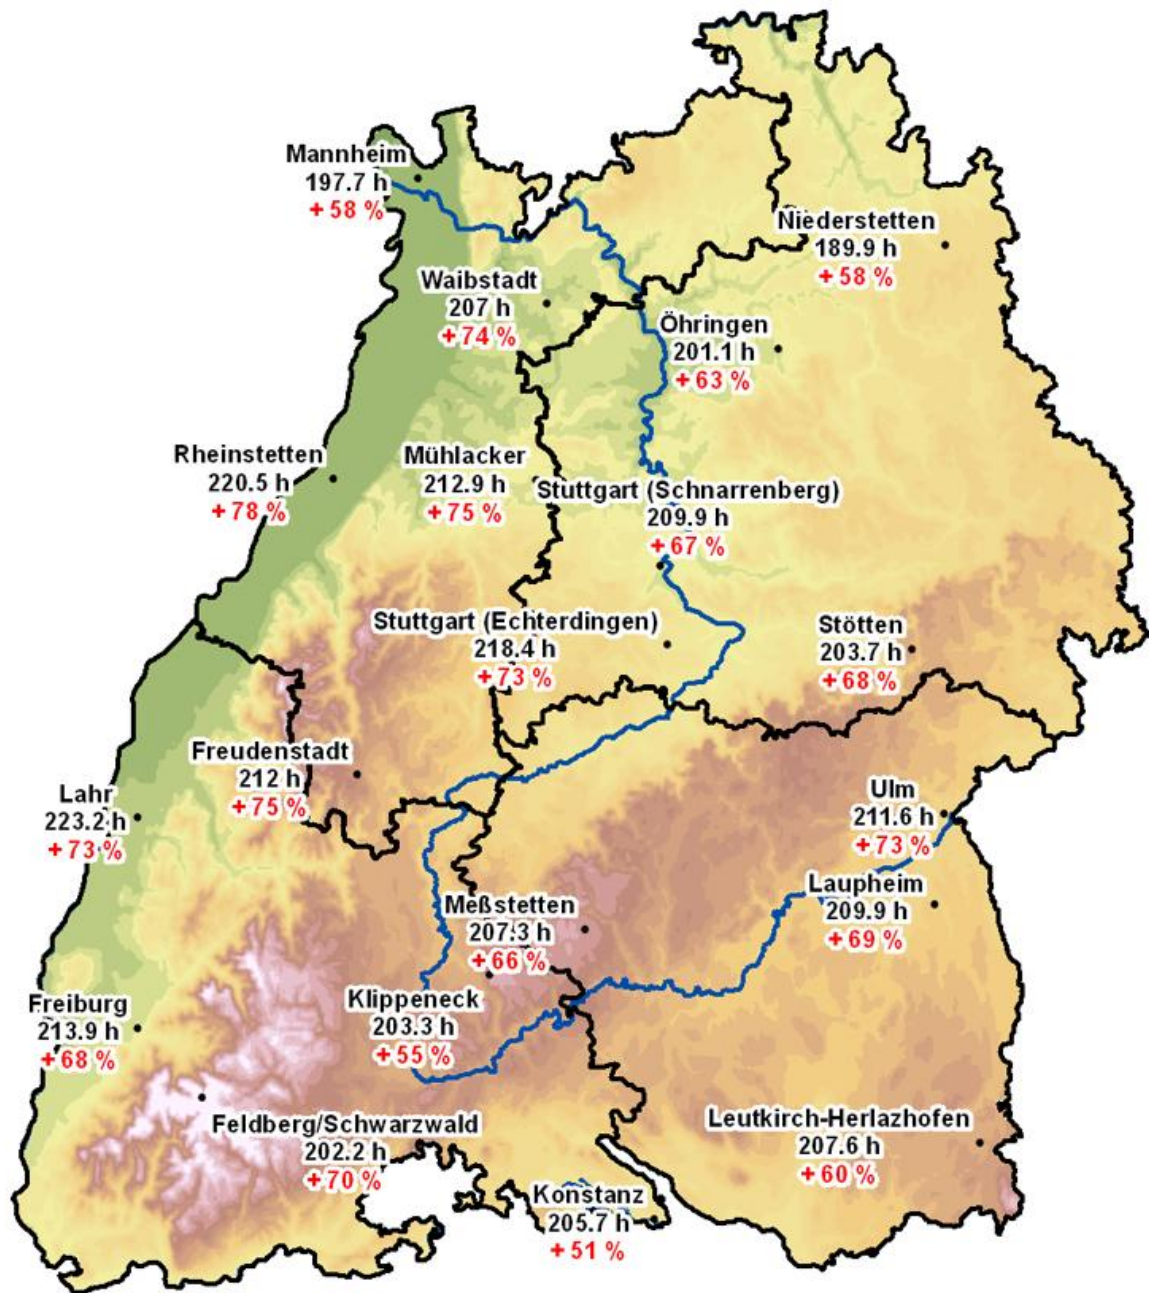 Mannheim
197.7 h
+ 58 %
Niederstetten
189.9 h
+ 58 %
Waibstadt
207 h
+ 74 %
Öhringen
201.1 h
+ 63 %
Rheinstetten
220.5 h
+ 78 %
Mühlacker
212.9 h
+ 75 %
Stuttgart (Schnarrenberg)
209.9 h
+ 67 %
Stuttgart (Echterdingen)
218.4 h
+ 73 %
Stötten
203.7 h
+ 68 %
Freudenstadt
212 h
+ 75 %
Lahr
223.2 h
+ 73 %
Ulm
211.6 h
+ 73 %
Laupheim
209.9 h
+ 69 %
Meßstetten
207.3 h
+ 66 %
Klippeneck
203.3 h
+ 55 %
Freiburg
213.9 h
+ 68 %
Feldberg/Schwarzwald
202.2 h
+ 70 %
Leutkirch-Herlazhofen
207.6 h
+ 60 %
Konstanz
205.7 h
+ 51 %